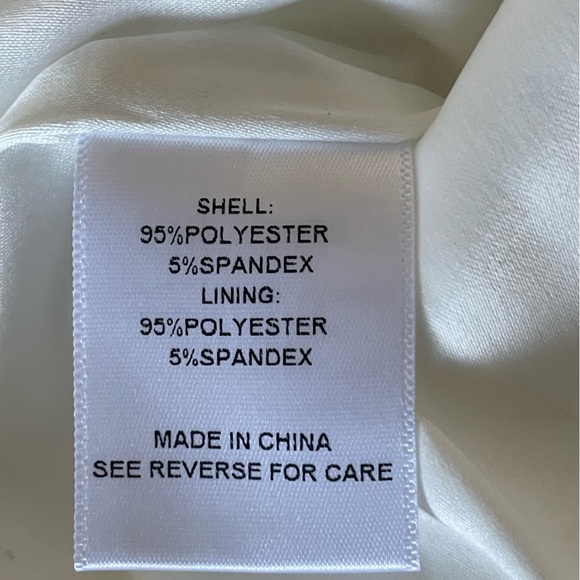 SHELL:
95%POLYESTER
5%SPANDEX
LINING:
95%POLYESTER
5%SPANDEX
MADE IN CHINA
SEE REVERSE FOR CARE